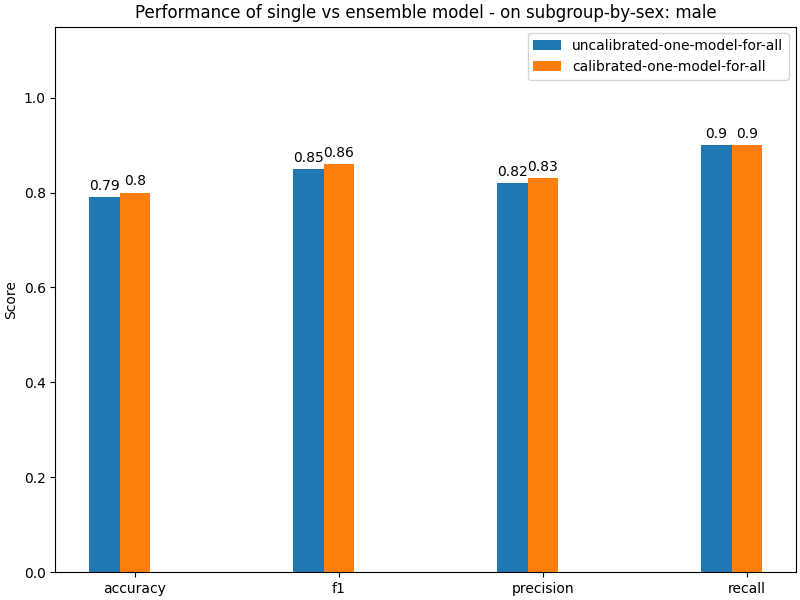 Performance of single vs ensemble model - on subgroup-by-sex: male
uncalibrated-one-model-for-all
calibrated-one-model-for-all
Score
1.0
0.8
0.6
0.4
0.2
0.0
0.79 0.8
0.85 0.86
0.82 0.83
0.9 0.9
accuracy f1 precision recall